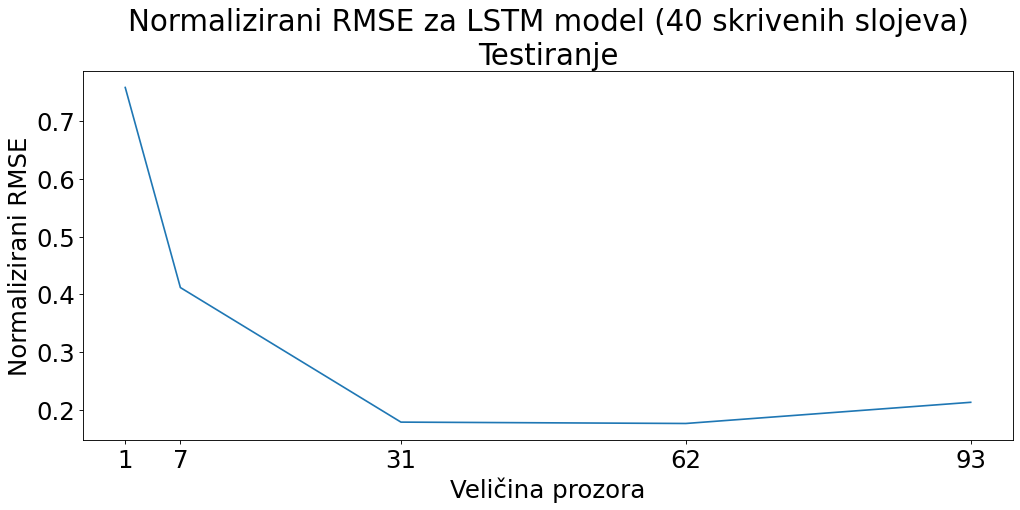 Normalizirani RMSE za LSTM model (40 skrivenih slojeva)
Testiranje
Normalizirani RMSE
0.7
0.6
0.5
0.4
0.3
0.2
1 7 31 62 93
Veličina prozora